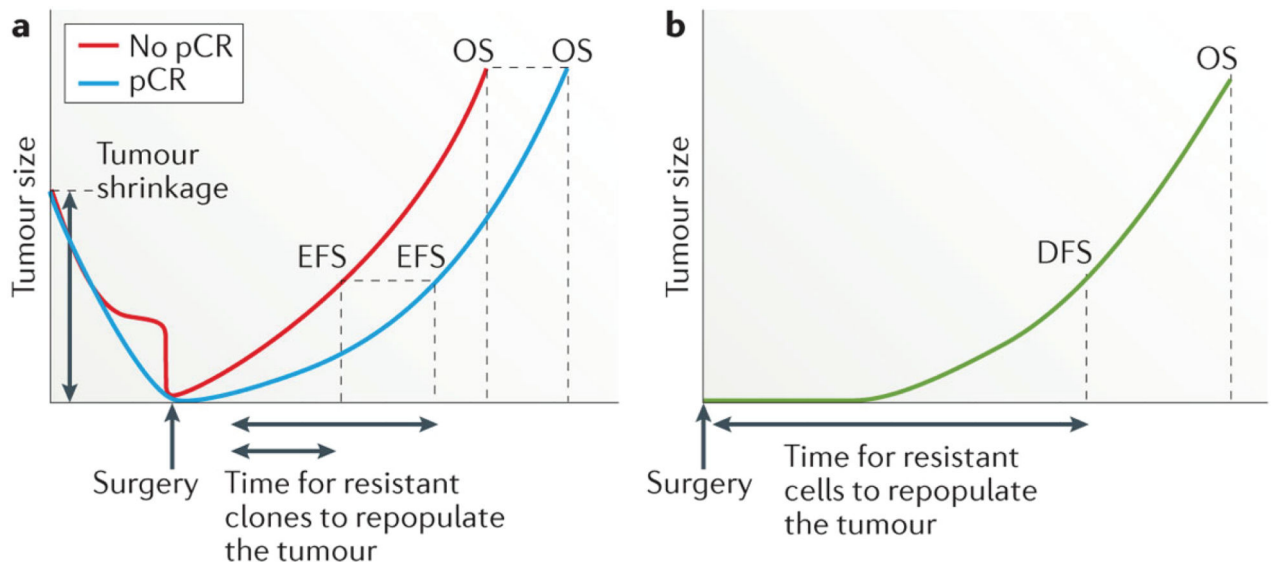 a
No pCR
pCR
OS
OS
Tumour size
Tumour
shrinkage
EFS
EFS
Surgery
Time for resistant
clones to repopulate
the tumour
b
OS
Tumour size
DFS
Surgery
Time for resistant
cells to repopulate
the tumour